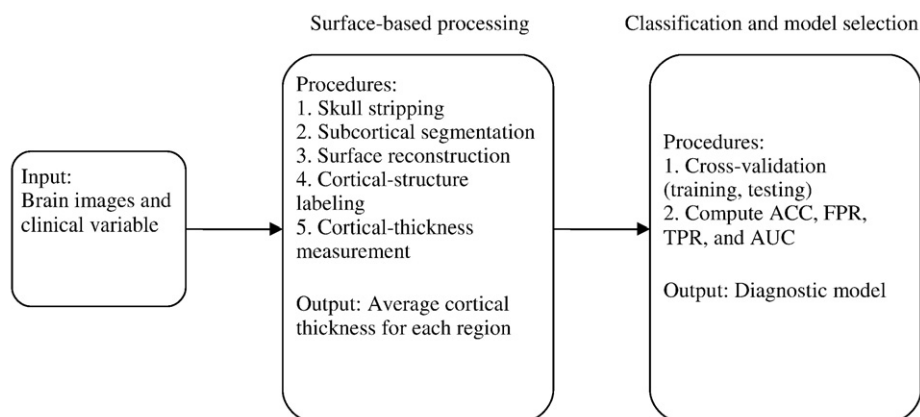 Surface-based processing
Classification and model selection
Input:
Brain images and
clinical variable
Procedures:
1. Skull stripping
2. Subcortical segmentation
3. Surface reconstruction
4. Cortical-structure
labeling
5. Cortical-thickness
measurement
Output: Average cortical
thickness for each region
Procedures:
1. Cross-validation
(training, testing)
2. Compute ACC, FPR,
TPR, and AUC
Output: Diagnostic model